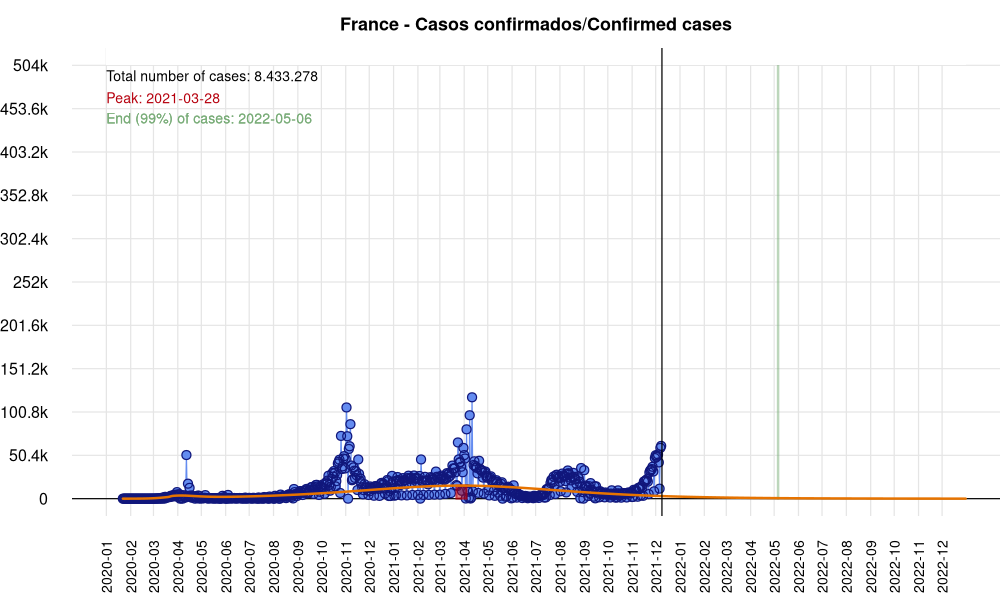 France - Casos confirmados/Confirmed cases
Total number of cases: 8.433.278
Peak: 2021-03-28
End (99%) of cases: 2022-05-06
504k
453.6k
403.2k
352.8k
302.4k
252k
201.6k
151.2k
100.8k
50.4k
0
2020-01
2020-02
2020-03
2020-04
2020-05
2020-06
2020-07
2020-08
2020-09
2020-10
2020-11
2020-12
2021-01
2021-02
2021-03
2021-04
2021-05
2021-06
2021-07
2021-08
2021-09
2021-10
2021-11
2021-12
2022-01
2022-02
2022-03
2022-04
2022-05
2022-06
2022-07
2022-08
2022-09
2022-10
2022-11
2022-12